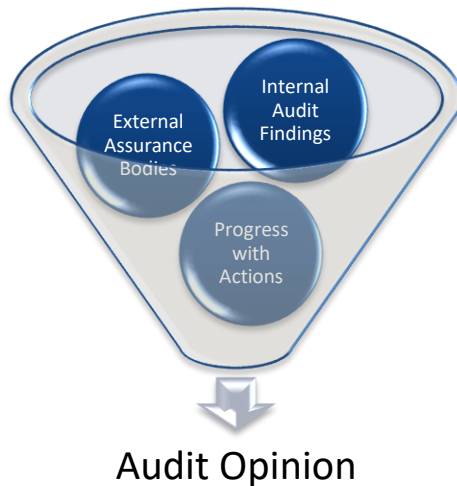 External
Assurance
Bodies
Internal
Audit
Findings
Progress
with
Actions
Audit Opinion